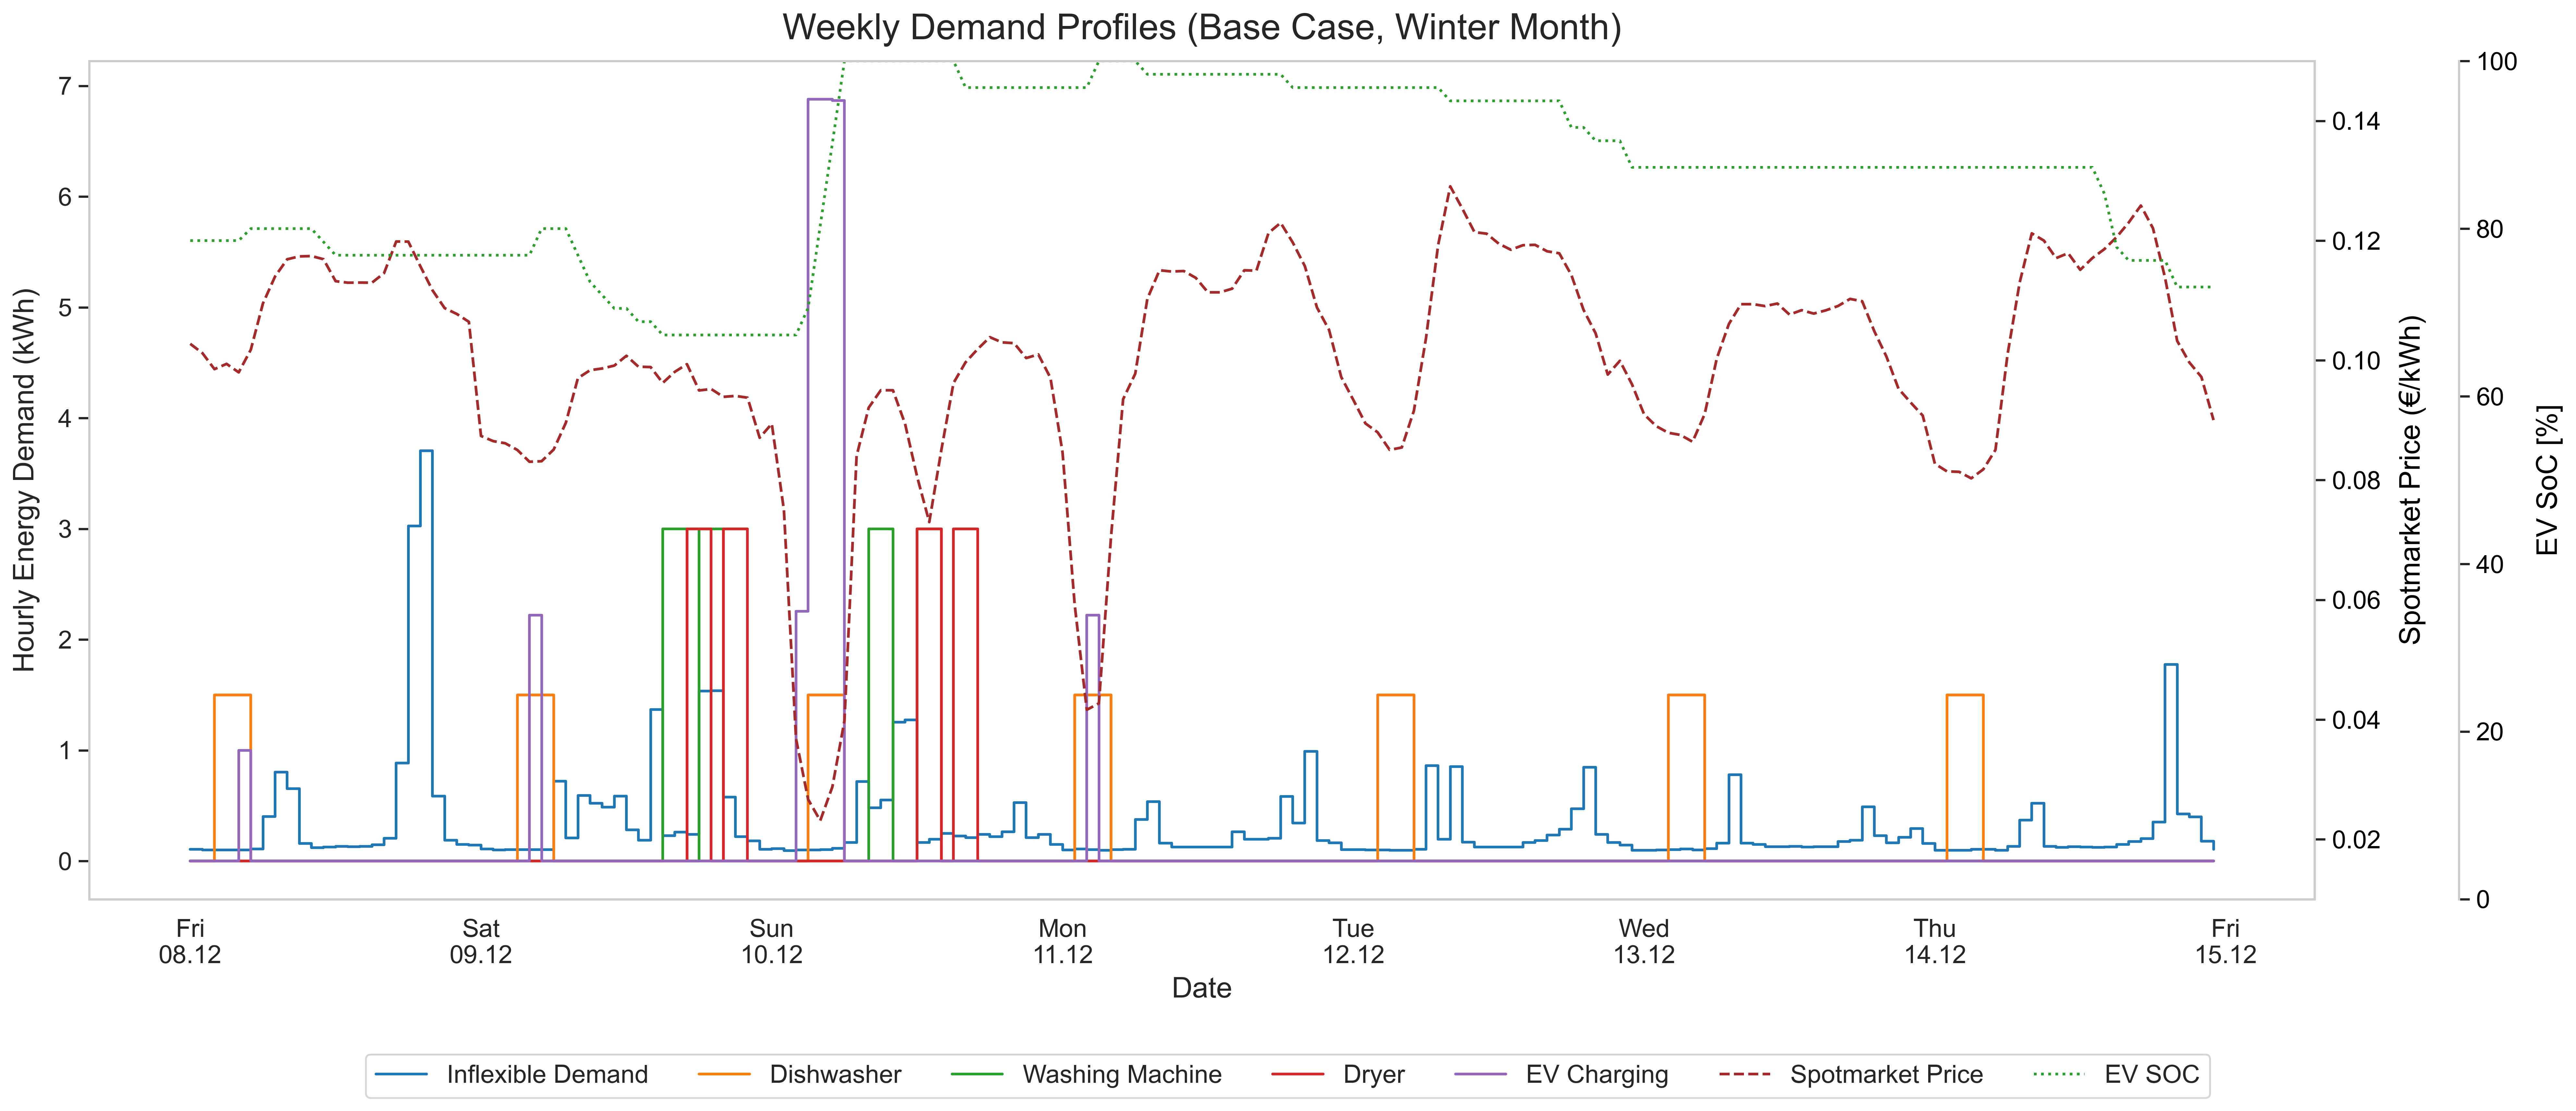 Weekly Demand Profiles (Base Case, Winter Month)
Hourly Energy Demand (kWh)
7
6
5
4
3
2
1
0
0.14
0.12
0.10
0.08
0.06
0.04
0.02
Spotmarket Price (€/kWh)
100
80
60
40
20
0
EV SoC [%]
Fri
08.12
Sat
09.12
Sun
10.12
Mon
11.12
Tue
12.12
Wed
13.12
Thu
14.12
Fri
15.12
Date
Inflexible Demand
Dishwasher
Washing Machine
Dryer
EV Charging
Spotmarket Price
EV SOC